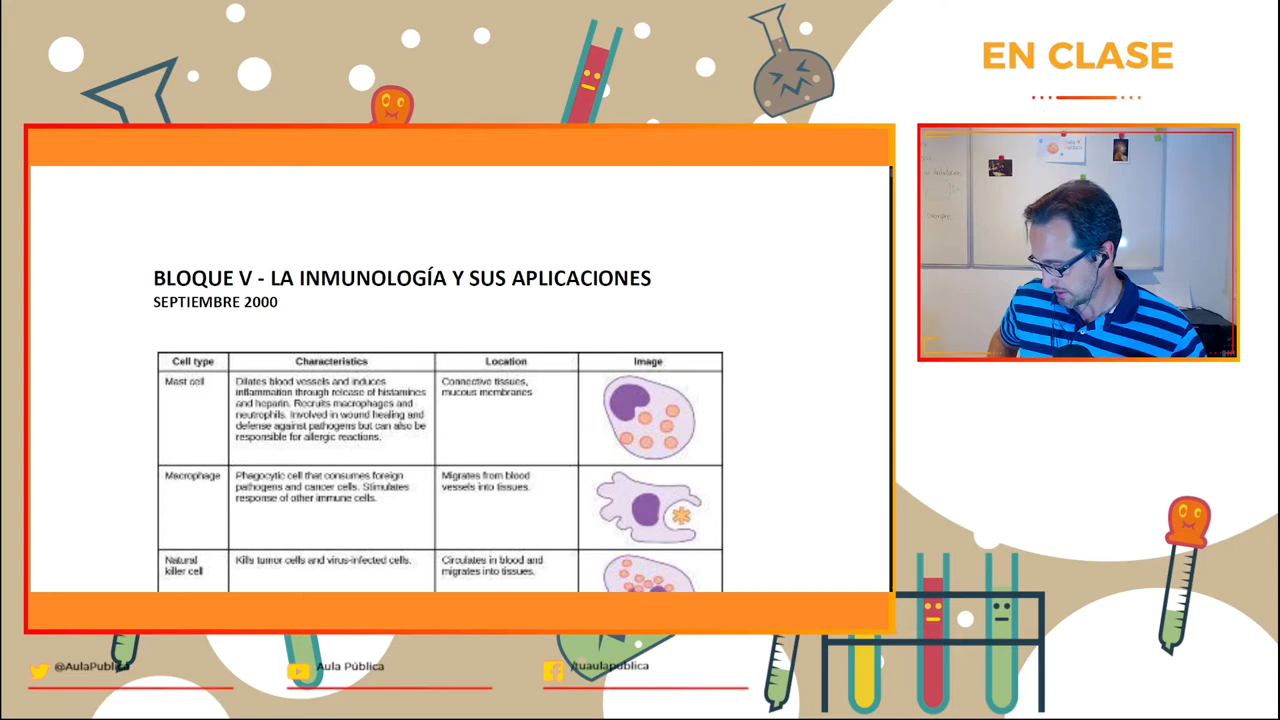 EN CLASE
BLOQUE V - LA INMUNOLOGÍA Y SUS APLICACIONES
SEPTIEMBRE 2000
Cell type
Characteristics
Location
Image
Mast cell
Dilates blood vessels and induces
inflammation through release of histamines
and heparin. Recruits macrophages and
neutrophils. Involved in wound healing and
defense against pathogens but can also be
responsible for allergic reactions.
Connective tissues,
mucous membranes
Macrophage
Phagocytic cell that consumes foreign
pathogens and cancer cells. Stimulates
response of other immune cells.
Migrates from blood
vessels into tissues.
Natural
killer cell
Kills tumor cells and virus-infected cells.
Circulates in blood and
migrates into tissues.
@AulaPublica
Aula Pública
/tuaulapublica